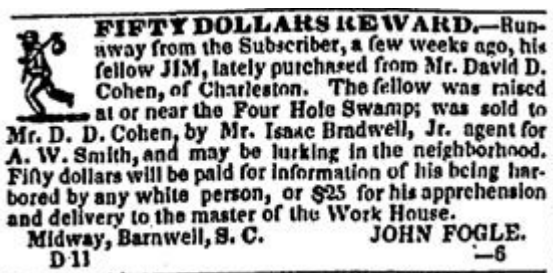 FIFTY DOLLARS REWARD.—Run-
away from the Subscriber, a few weeks ago, his
fellow JIM, lately purchased from Mr. David D.
Cohen, of Charleston. The fellow was raised
at or near the Four Hole Swamp; was sold to
Mr. D. D. Cohen, by Mr. Isaac Bradwell, Jr. agent for
A. W. Smith, and may be lurking in the neighborhood.
Fifty dollars will be paid for information of his being har-
bored by any white person, or $25 for his apprehension
and delivery to the master of the Work House.
Midway, Barnwell, S. C. JOHN FOGLE.
D 11 —6